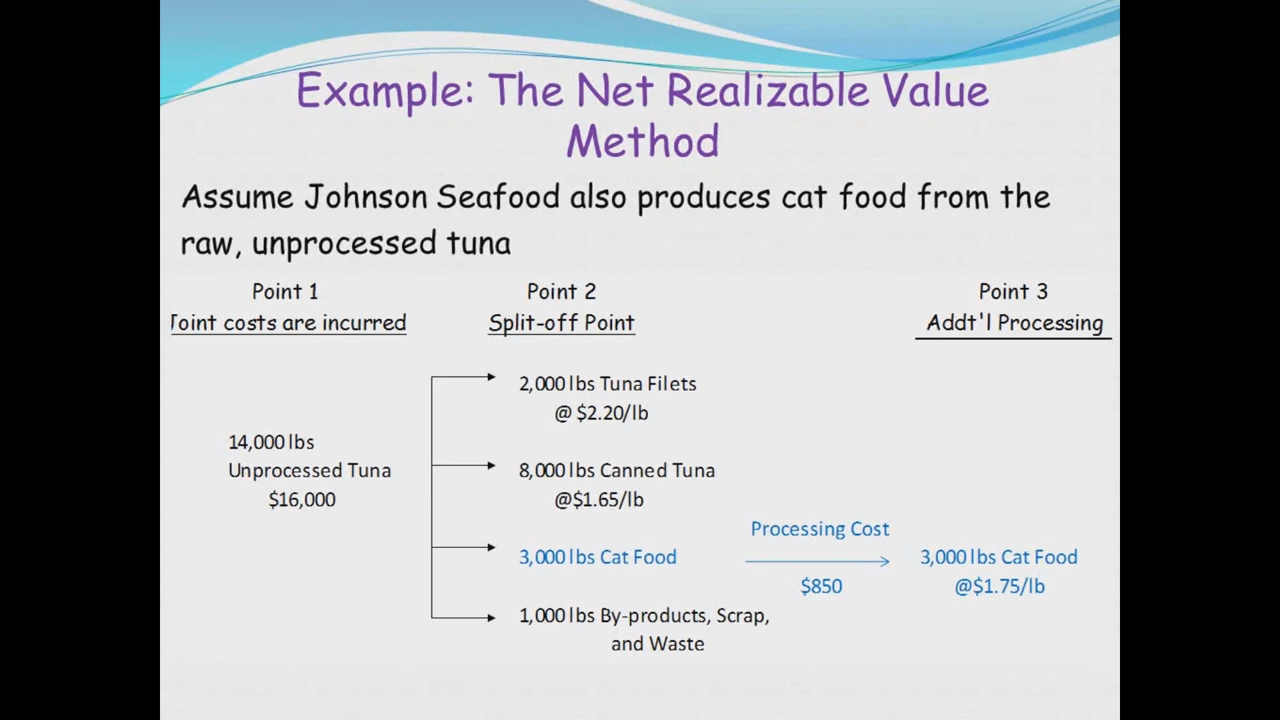 Example: The Net Realizable Value
Method
Assume Johnson Seafood also produces cat food from the
raw, unprocessed tuna
Point 1
Joint costs are incurred
Point 2
Split-off Point
Point 3
Addt'l Processing
14,000 lbs
Unprocessed Tuna
$16,000
2,000 lbs Tuna Filets
@ $2.20/lb
8,000 lbs Canned Tuna
@$1.65/lb
3,000 lbs Cat Food
Processing Cost
$850
3,000 lbs Cat Food
@$1.75/lb
1,000 lbs By-products, Scrap,
and Waste